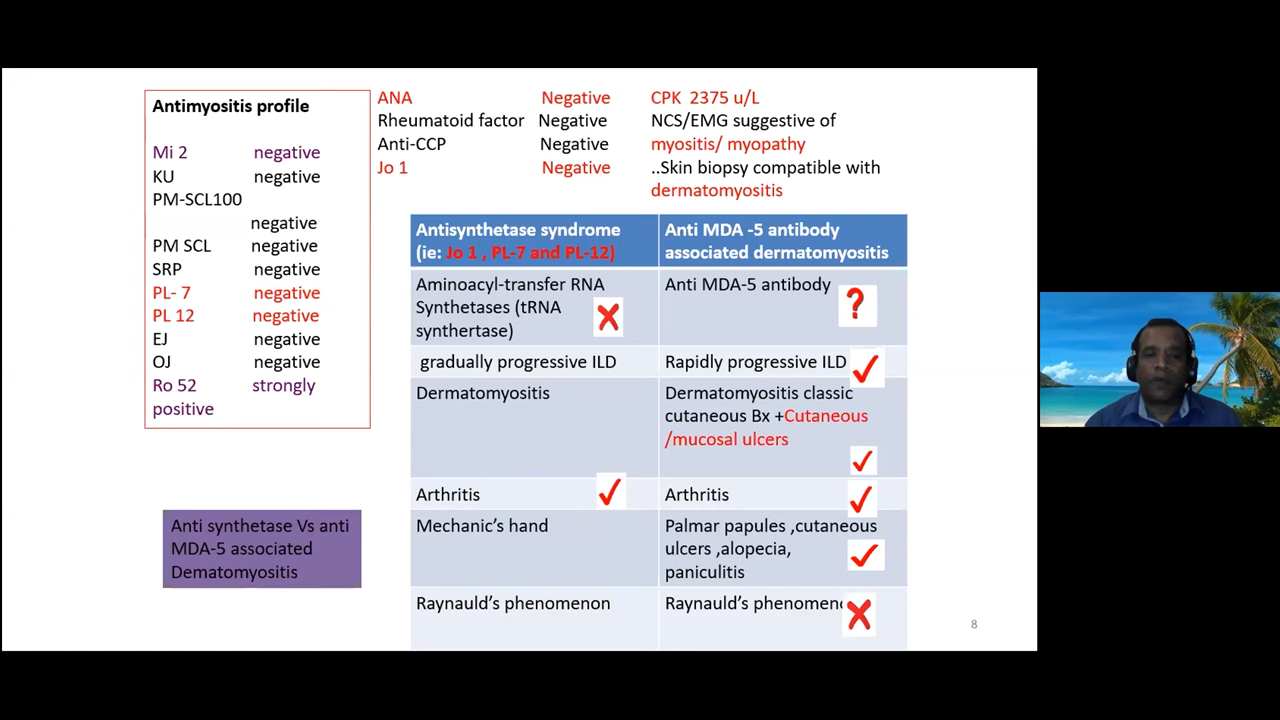 Antimyositis profile
Mi 2 negative
KU negative
PM-SCL100
negative
PM SCL negative
SRP negative
PL- 7 negative
PL 12 negative
EJ negative
OJ negative
Ro 52 strongly
positive
ANA Negative
Rheumatoid factor Negative
Anti-CCP Negative
Jo 1 Negative
CPK 2375 u/L
NCS/EMG suggestive of
myositis/ myopathy
..Skin biopsy compatible with
dermatomyositis
Antisynthetase syndrome
(ie: Jo 1 , PL-7 and PL-12)
Anti MDA -5 antibody
associated dermatomyositis
Aminoacyl-transfer RNA
Synthetases (tRNA
synthertase)
Anti MDA-5 antibody
?
gradually progressive ILD
Rapidly progressive ILD
Dermatomyositis
Dermatomyositis classic
cutaneous Bx +Cutaneous
/mucosal ulcers
Arthritis
Arthritis
Mechanic's hand
Palmar papules ,cutaneous
ulcers ,alopecia,
paniculitis
Raynauld's phenomenon
Raynauld's phenomeno
Anti synthetase Vs anti
MDA-5 associated
Dematomyositis
8